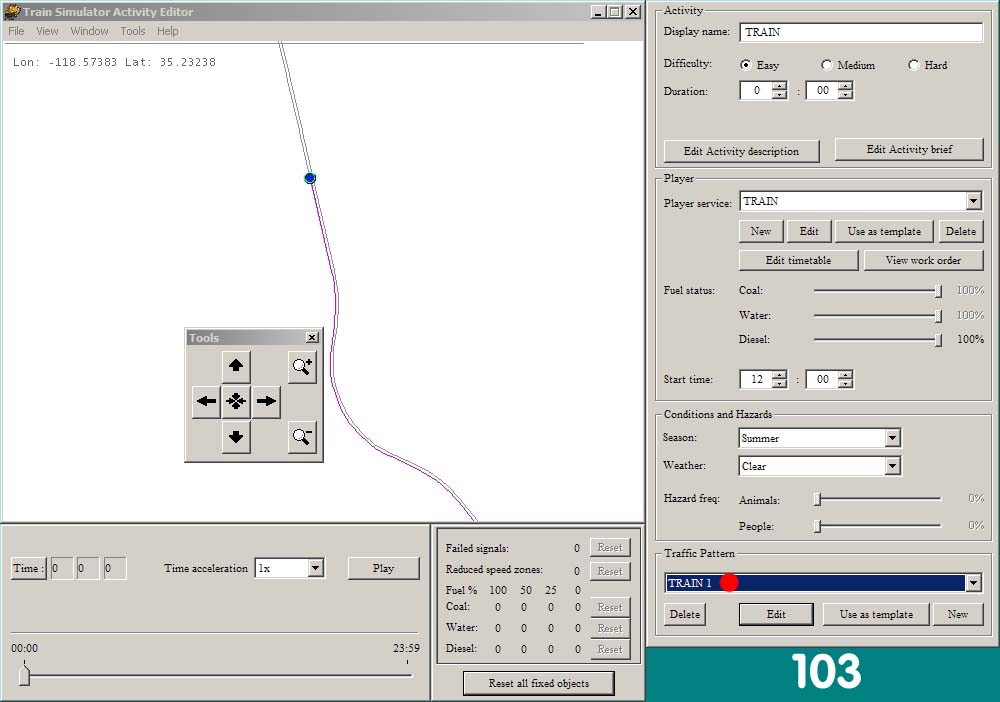 Train Simulator Activity Editor
File View Window Tools Help
Lon: -118.57383 Lat: 35.23238
Tools
Time : 0 0 0 Time acceleration 1x Play
00:00 23:59
Failed signals: 0 Reset
Reduced speed zones: 0 Reset
Fuel % 100 50 25 0
Coal: 0 0 0 0 Reset
Water: 0 0 0 0 Reset
Diesel: 0 0 0 0 Reset
Reset all fixed objects
Activity
Display name: TRAIN
Difficulty: Easy Medium Hard
Duration: 0 : 00
Edit Activity description Edit Activity brief
Player
Player service: TRAIN
New Edit Use as template Delete
Edit timetable View work order
Fuel status: Coal: 100%
Water: 100%
Diesel: 100%
Start time: 12 : 00
Conditions and Hazards
Season: Summer
Weather: Clear
Hazard freq: Animals: 0%
People: 0%
Traffic Pattern
TRAIN 1
Delete Edit Use as template New
103